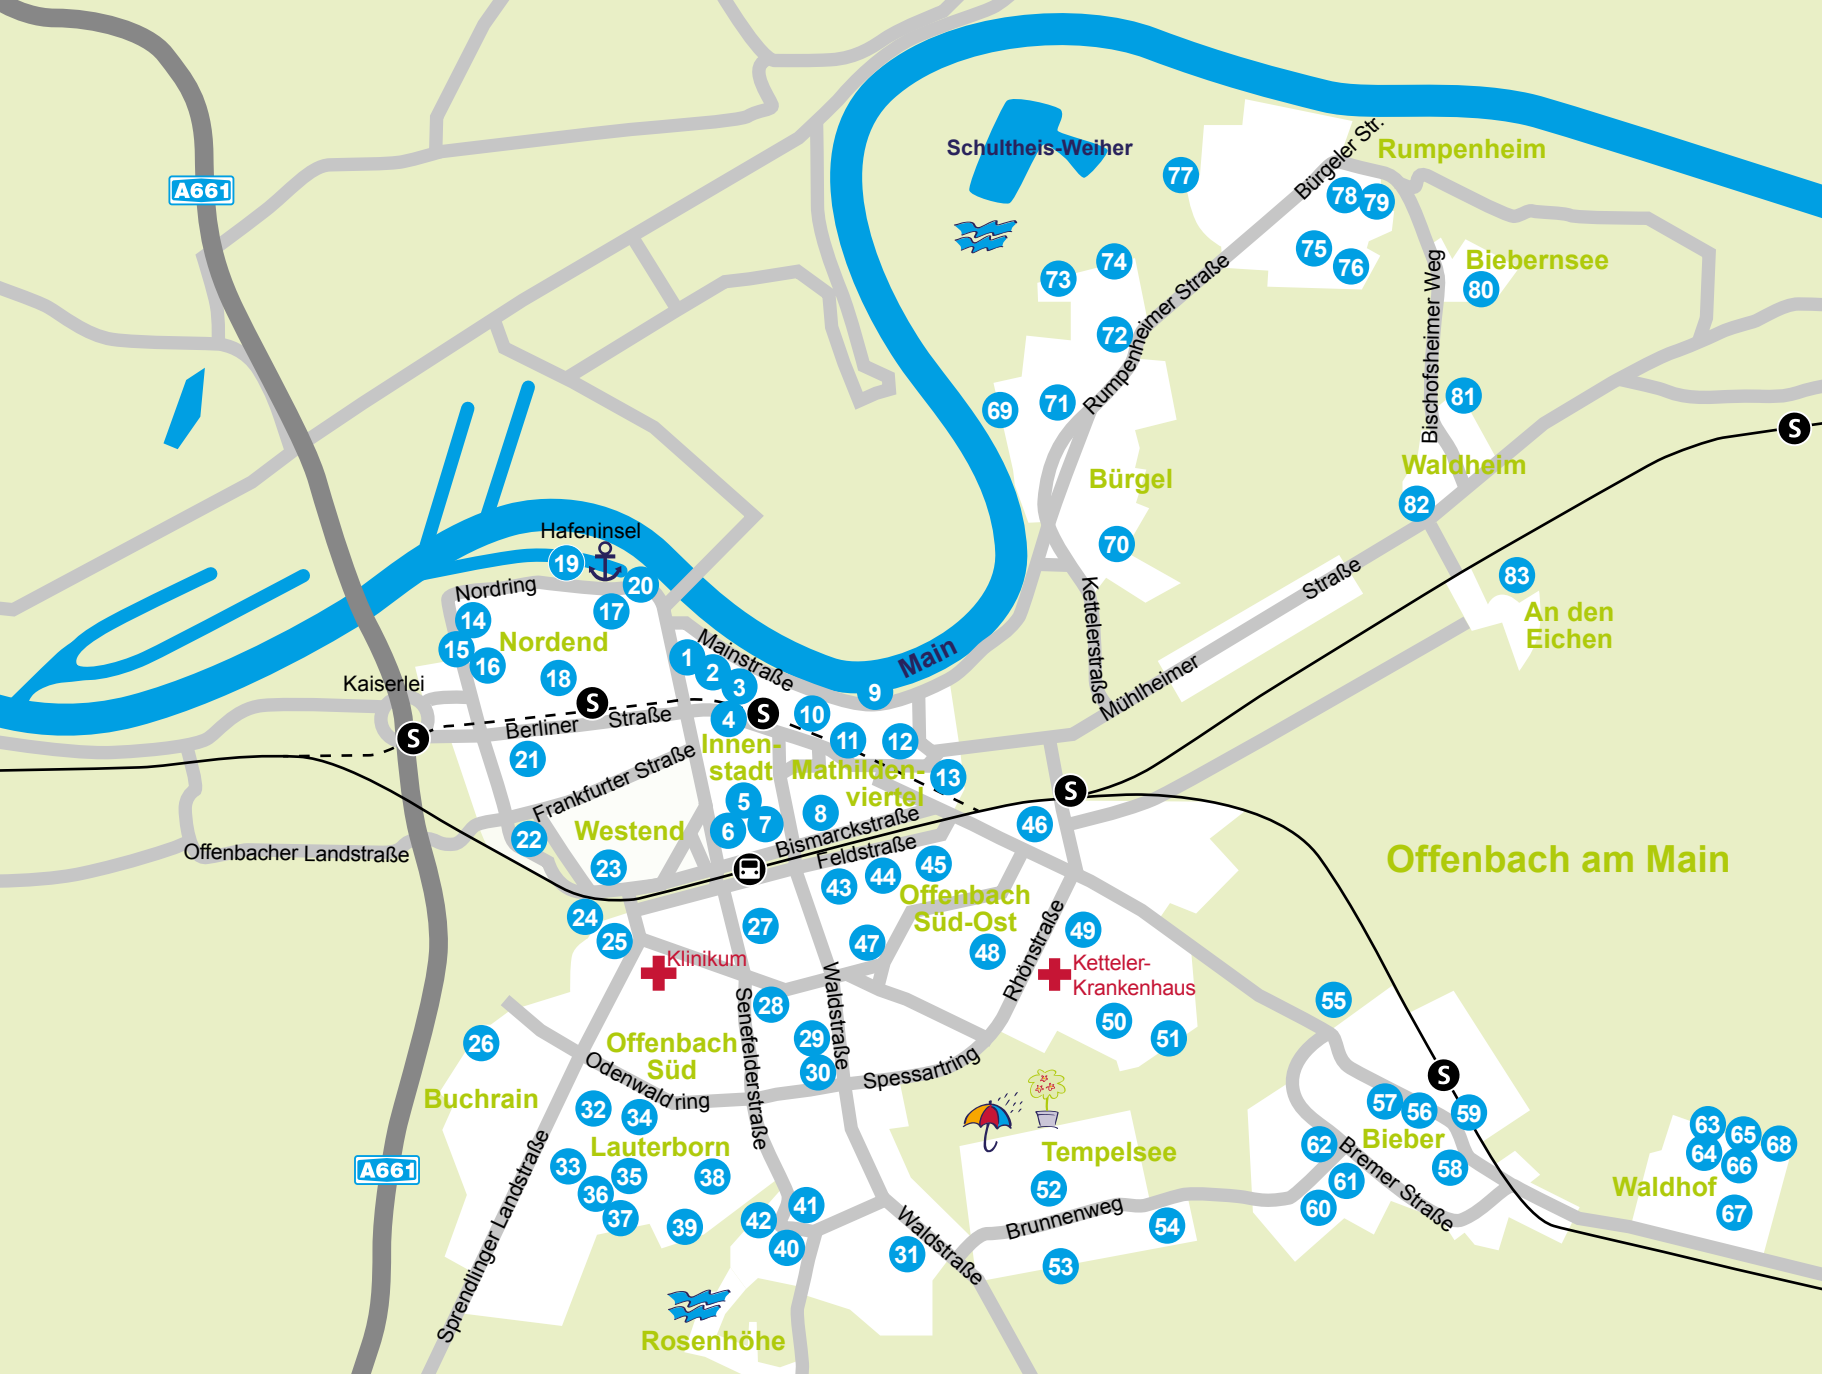 Schultheis-Weiher
Bürgeler Str.
Rumpenheim
A661
77
78
79
75
76
Biebernsee
80
74
73
72
Rumpenheimer Straße
Bischofsheimer Weg
81
69
71
Bürgel
Waldheim
82
S
70
83
An den
Eichen
Straße
Mühlheimer
Kettelerstraße
Hafeninsel
19
20
Nordring
17
14
Nordend
15
16
18
Kaiserlei
S
S
Berliner
Straße
21
Mainstraße
Main
1
2
3
4
S
9
10
11
12
13
Innen-
stadt
Mathilden-
viertel
5
6
7
8
Frankfurter Straße
Westend
22
23
Offenbacher Landstraße
Bismarckstraße
Feldstraße
S
46
Offenbach am Main
43
44
45
Offenbach
Süd-Ost
24
25
27
47
48
49
Klinikum
Rhönstraße
Ketteler-
Krankenhaus
50
51
55
28
29
30
Senefelderstraße
Waldstraße
26
Offenbach
Süd
Odenwaldring
Spessartring
Buchrain
32
34
Lauterborn
33
35
36
37
38
39
Sprendlinger Landstraße
A661
41
42
40
31
Waldstraße
Rosenhöhe
Tempelsee
52
Brunnenweg
54
53
S
57
56
59
Bieber
62
58
61
60
Bremer Straße
63
65
68
64
66
Waldhof
67